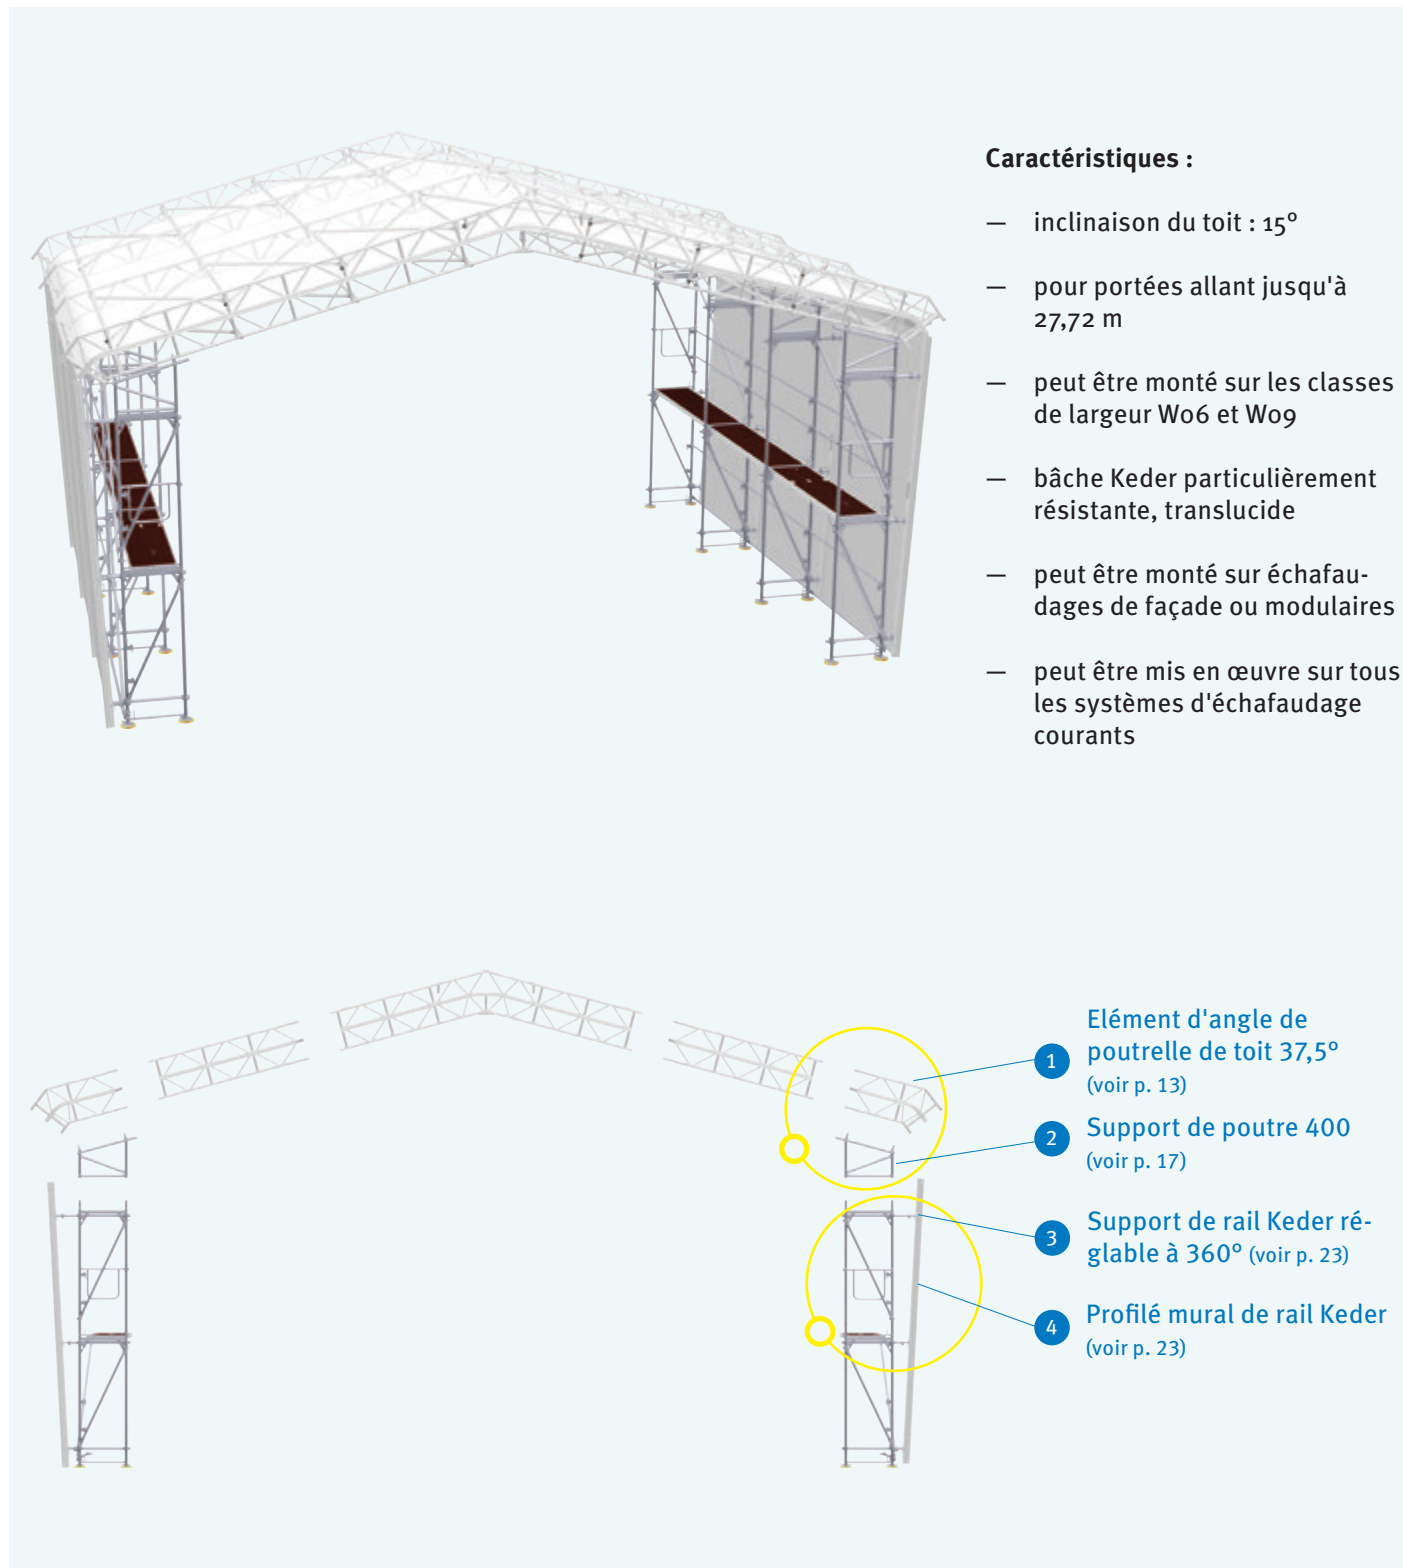 Caractéristiques :
— inclinaison du toit : 15°
— pour portées allant jusqu'à
27,72 m
— peut être monté sur les classes
de largeur W06 et W09
— bâche Keder particulièrement
résistante, translucide
— peut être monté sur échafau-
dages de façade ou modulaires
— peut être mis en œuvre sur tous
les systèmes d'échafaudage
courants
1 Elément d'angle de
poutrelle de toit 37,5°
(voir p. 13)
2 Support de poutre 400
(voir p. 17)
3 Support de rail Keder ré-
glable à 360° (voir p. 23)
4 Profilé mural de rail Keder
(voir p. 23)